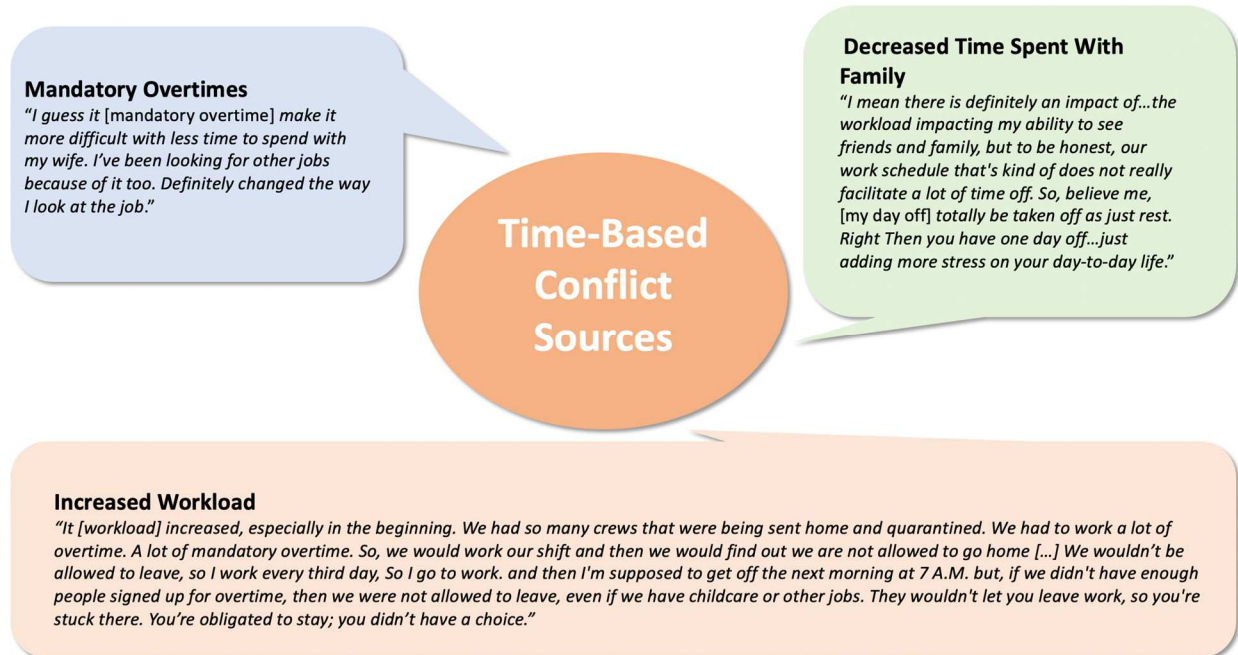 Mandatory Overtimes
“I guess it [mandatory overtime] make it
more difficult with less time to spend with
my wife. I’ve been looking for other jobs
because of it too. Definitely changed the way
I look at the job.”
Time-Based
Conflict
Sources
Decreased Time Spent With
Family
“I mean there is definitely an impact of…the
workload impacting my ability to see
friends and family, but to be honest, our
work schedule that's kind of does not really
facilitate a lot of time off. So, believe me,
[my day off] totally be taken off as just rest.
Right Then you have one day off…just
adding more stress on your day-to-day life.”
Increased Workload
“It [workload] increased, especially in the beginning. We had so many crews that were being sent home and quarantined. We had to work a lot of
overtime. A lot of mandatory overtime. So, we would work our shift and then we would find out we are not allowed to go home […] We wouldn’t be
allowed to leave, so I work every third day, So I go to work. and then I'm supposed to get off the next morning at 7 A.M. but, if we didn't have enough
people signed up for overtime, then we were not allowed to leave, even if we have childcare or other jobs. They wouldn't let you leave work, so you're
stuck there. You’re obligated to stay; you didn’t have a choice.”